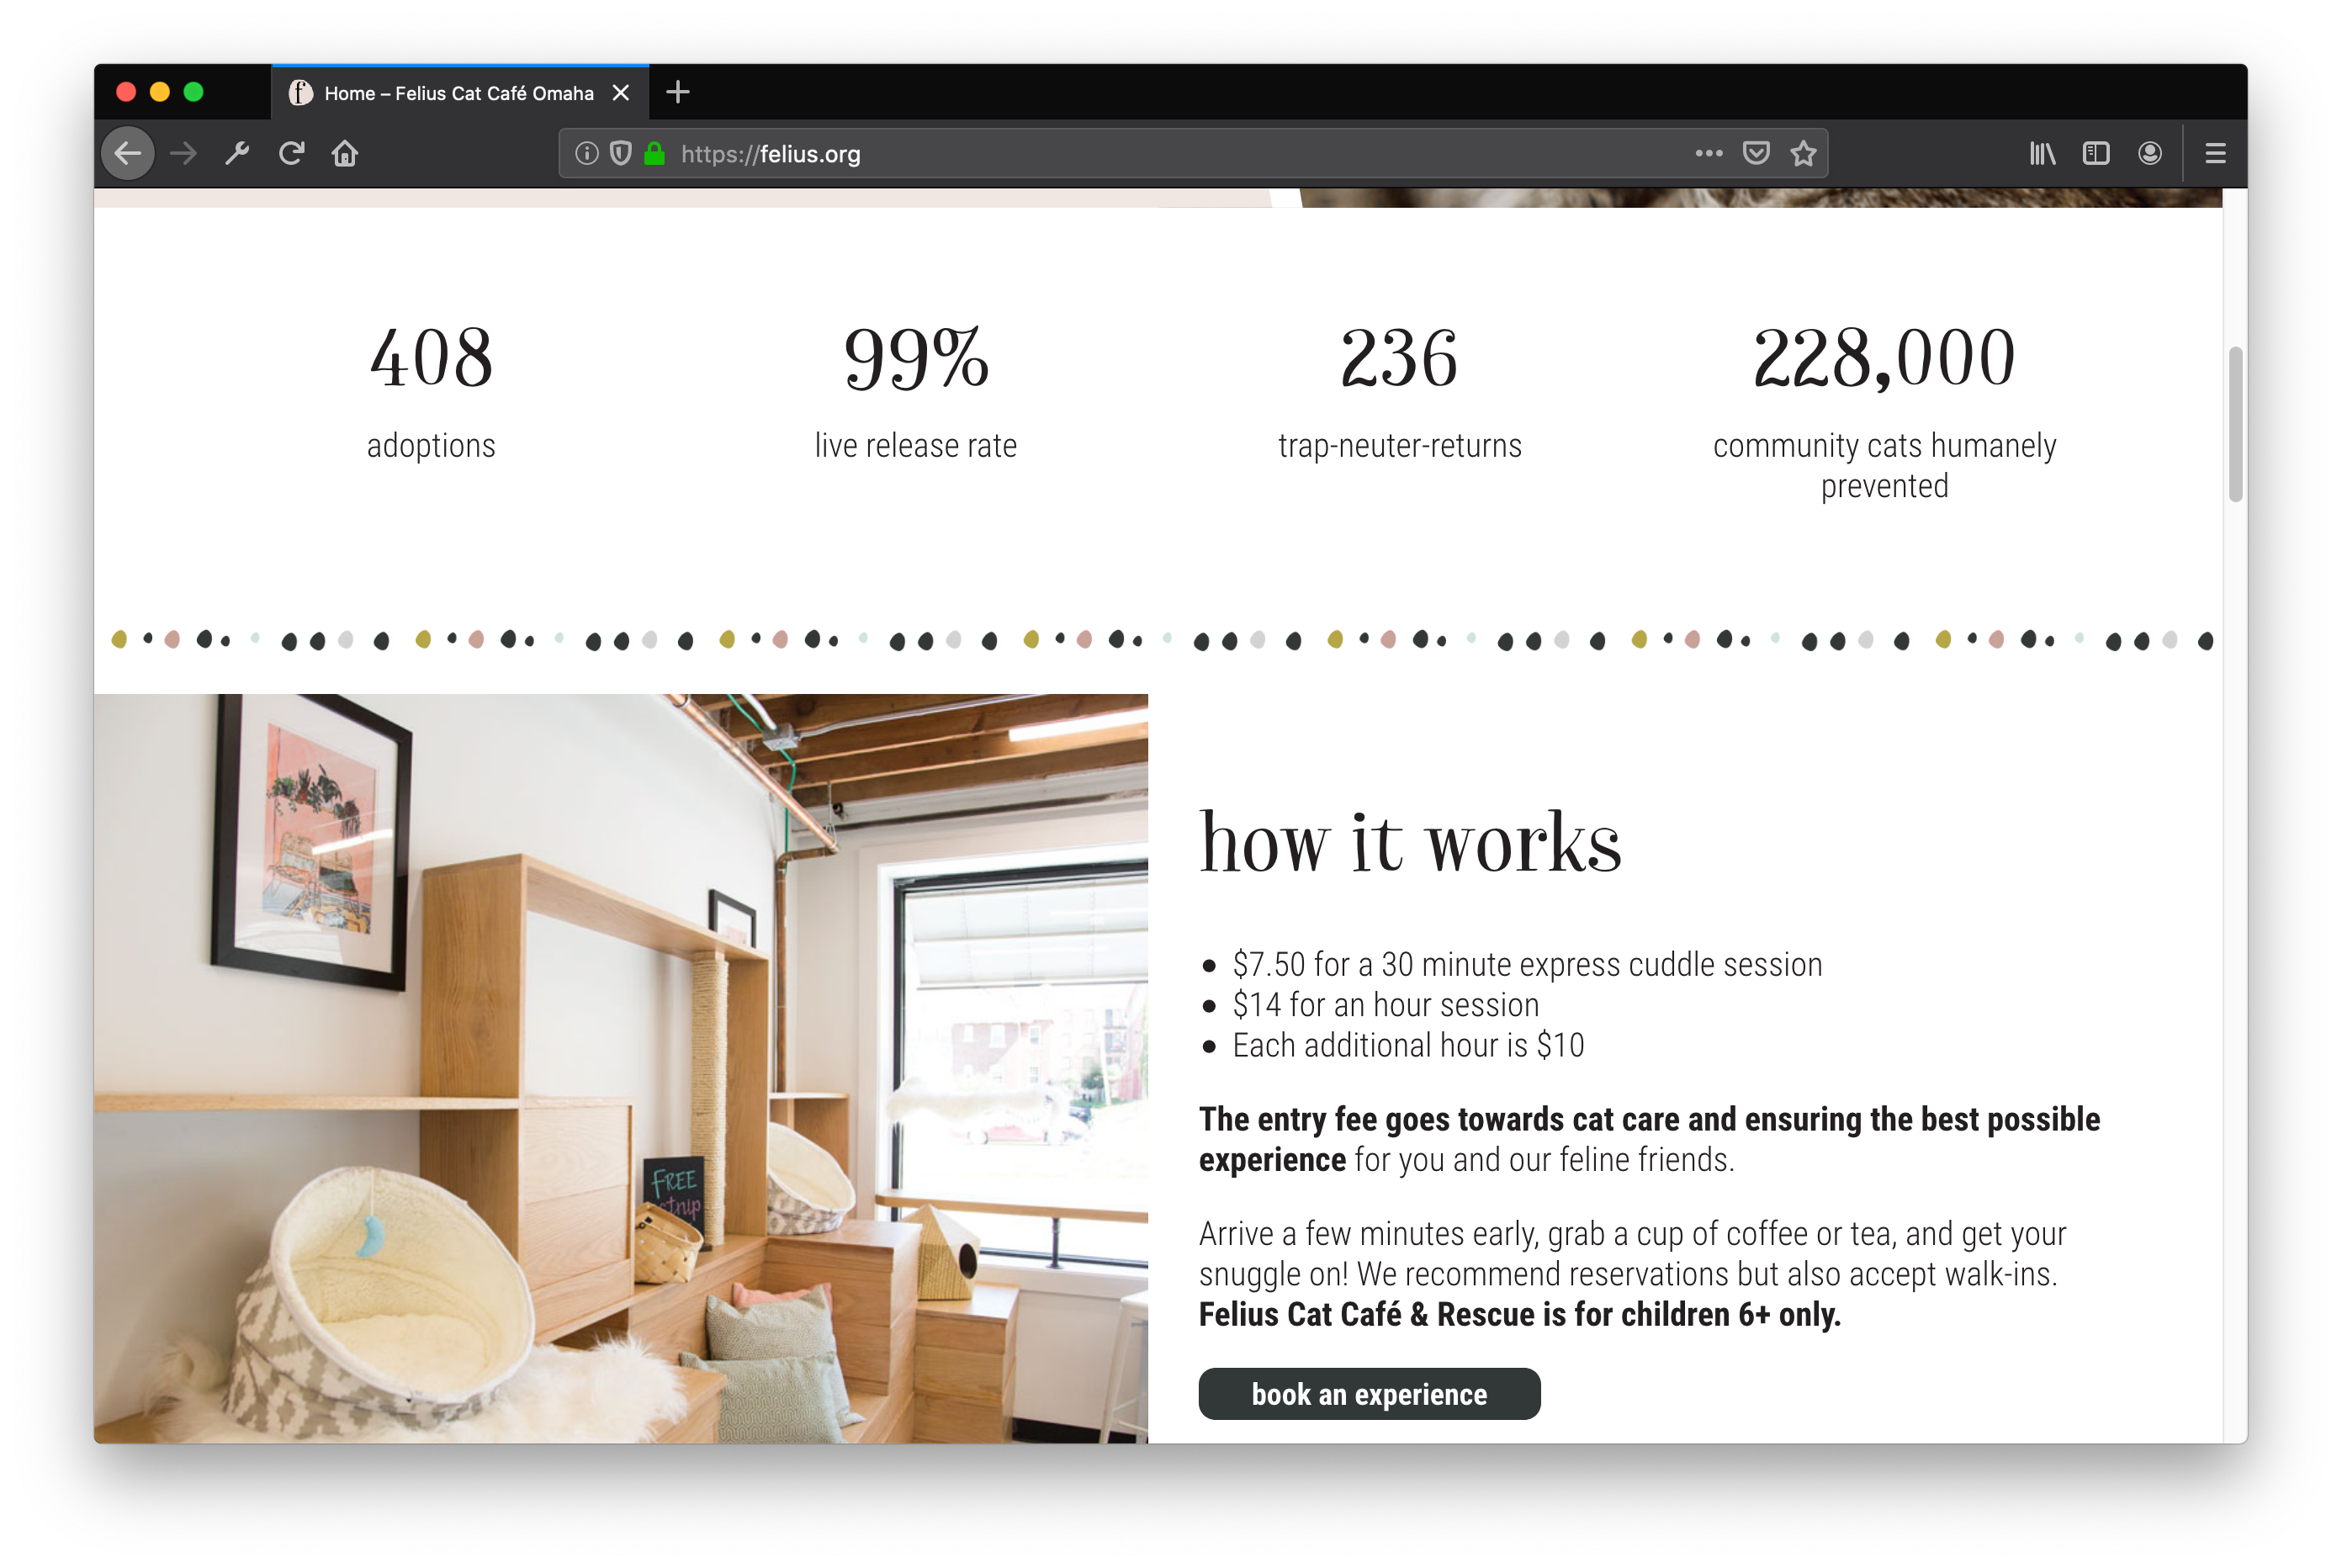 Home – Felius Cat Café Omaha
https://felius.org
408
adoptions
99%
live release rate
236
trap-neuter-returns
228,000
community cats humanely
prevented
FREE
how it works
• $7.50 for a 30 minute express cuddle session
• $14 for an hour session
• Each additional hour is $10
The entry fee goes towards cat care and ensuring the best possible
experience for you and our feline friends.
Arrive a few minutes early, grab a cup of coffee or tea, and get your
snuggle on! We recommend reservations but also accept walk-ins.
Felius Cat Café & Rescue is for children 6+ only.
book an experience